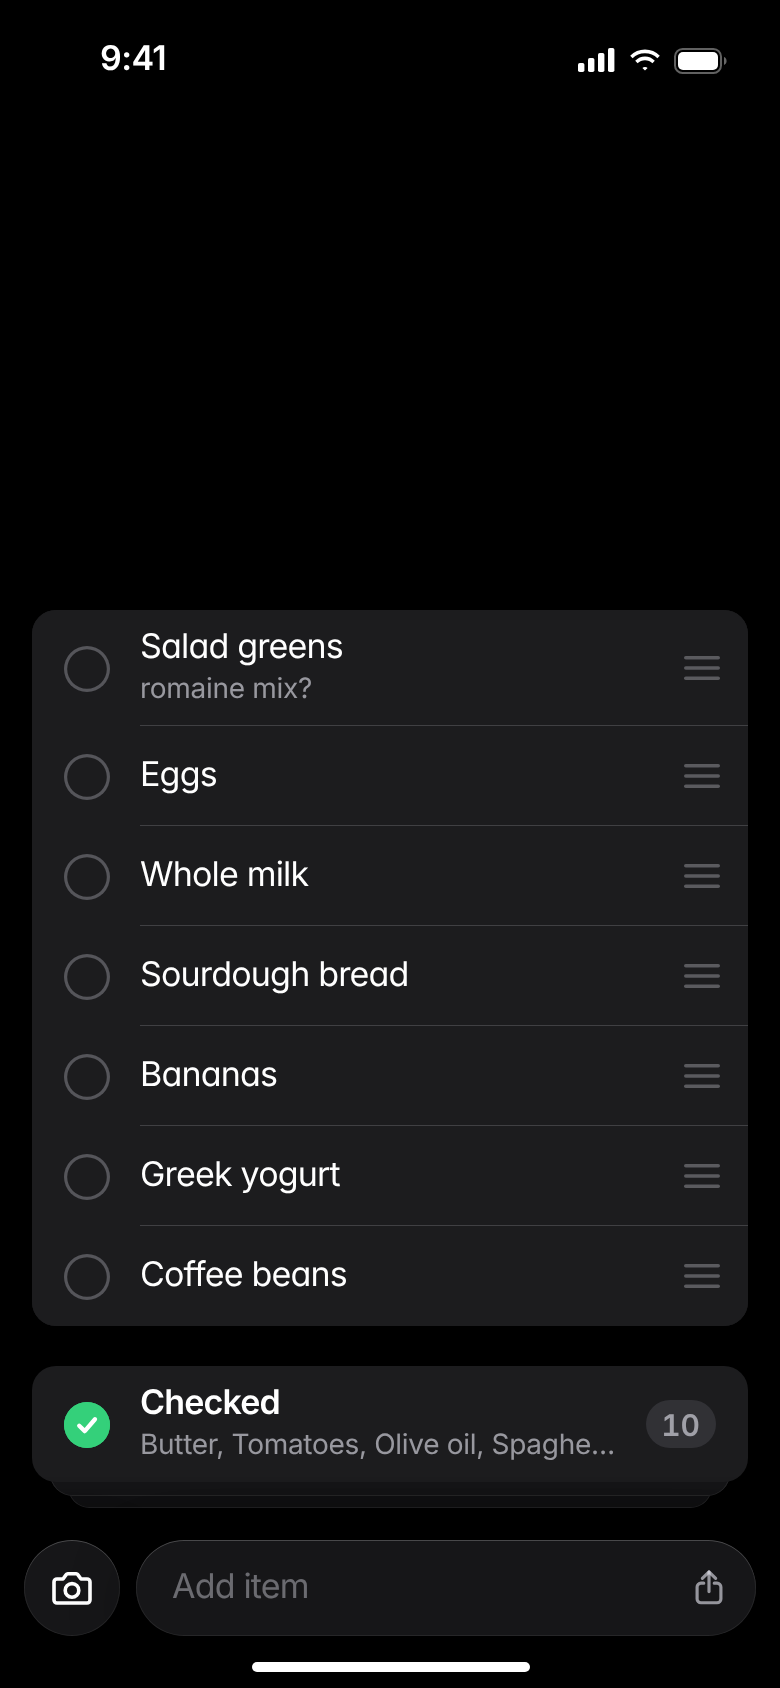 9:41
Salad greens
romaine mix?
Eggs
Whole milk
Sourdough bread
Bananas
Greek yogurt
Coffee beans
Checked
Butter, Tomatoes, Olive oil, Spaghe...
10
Add item